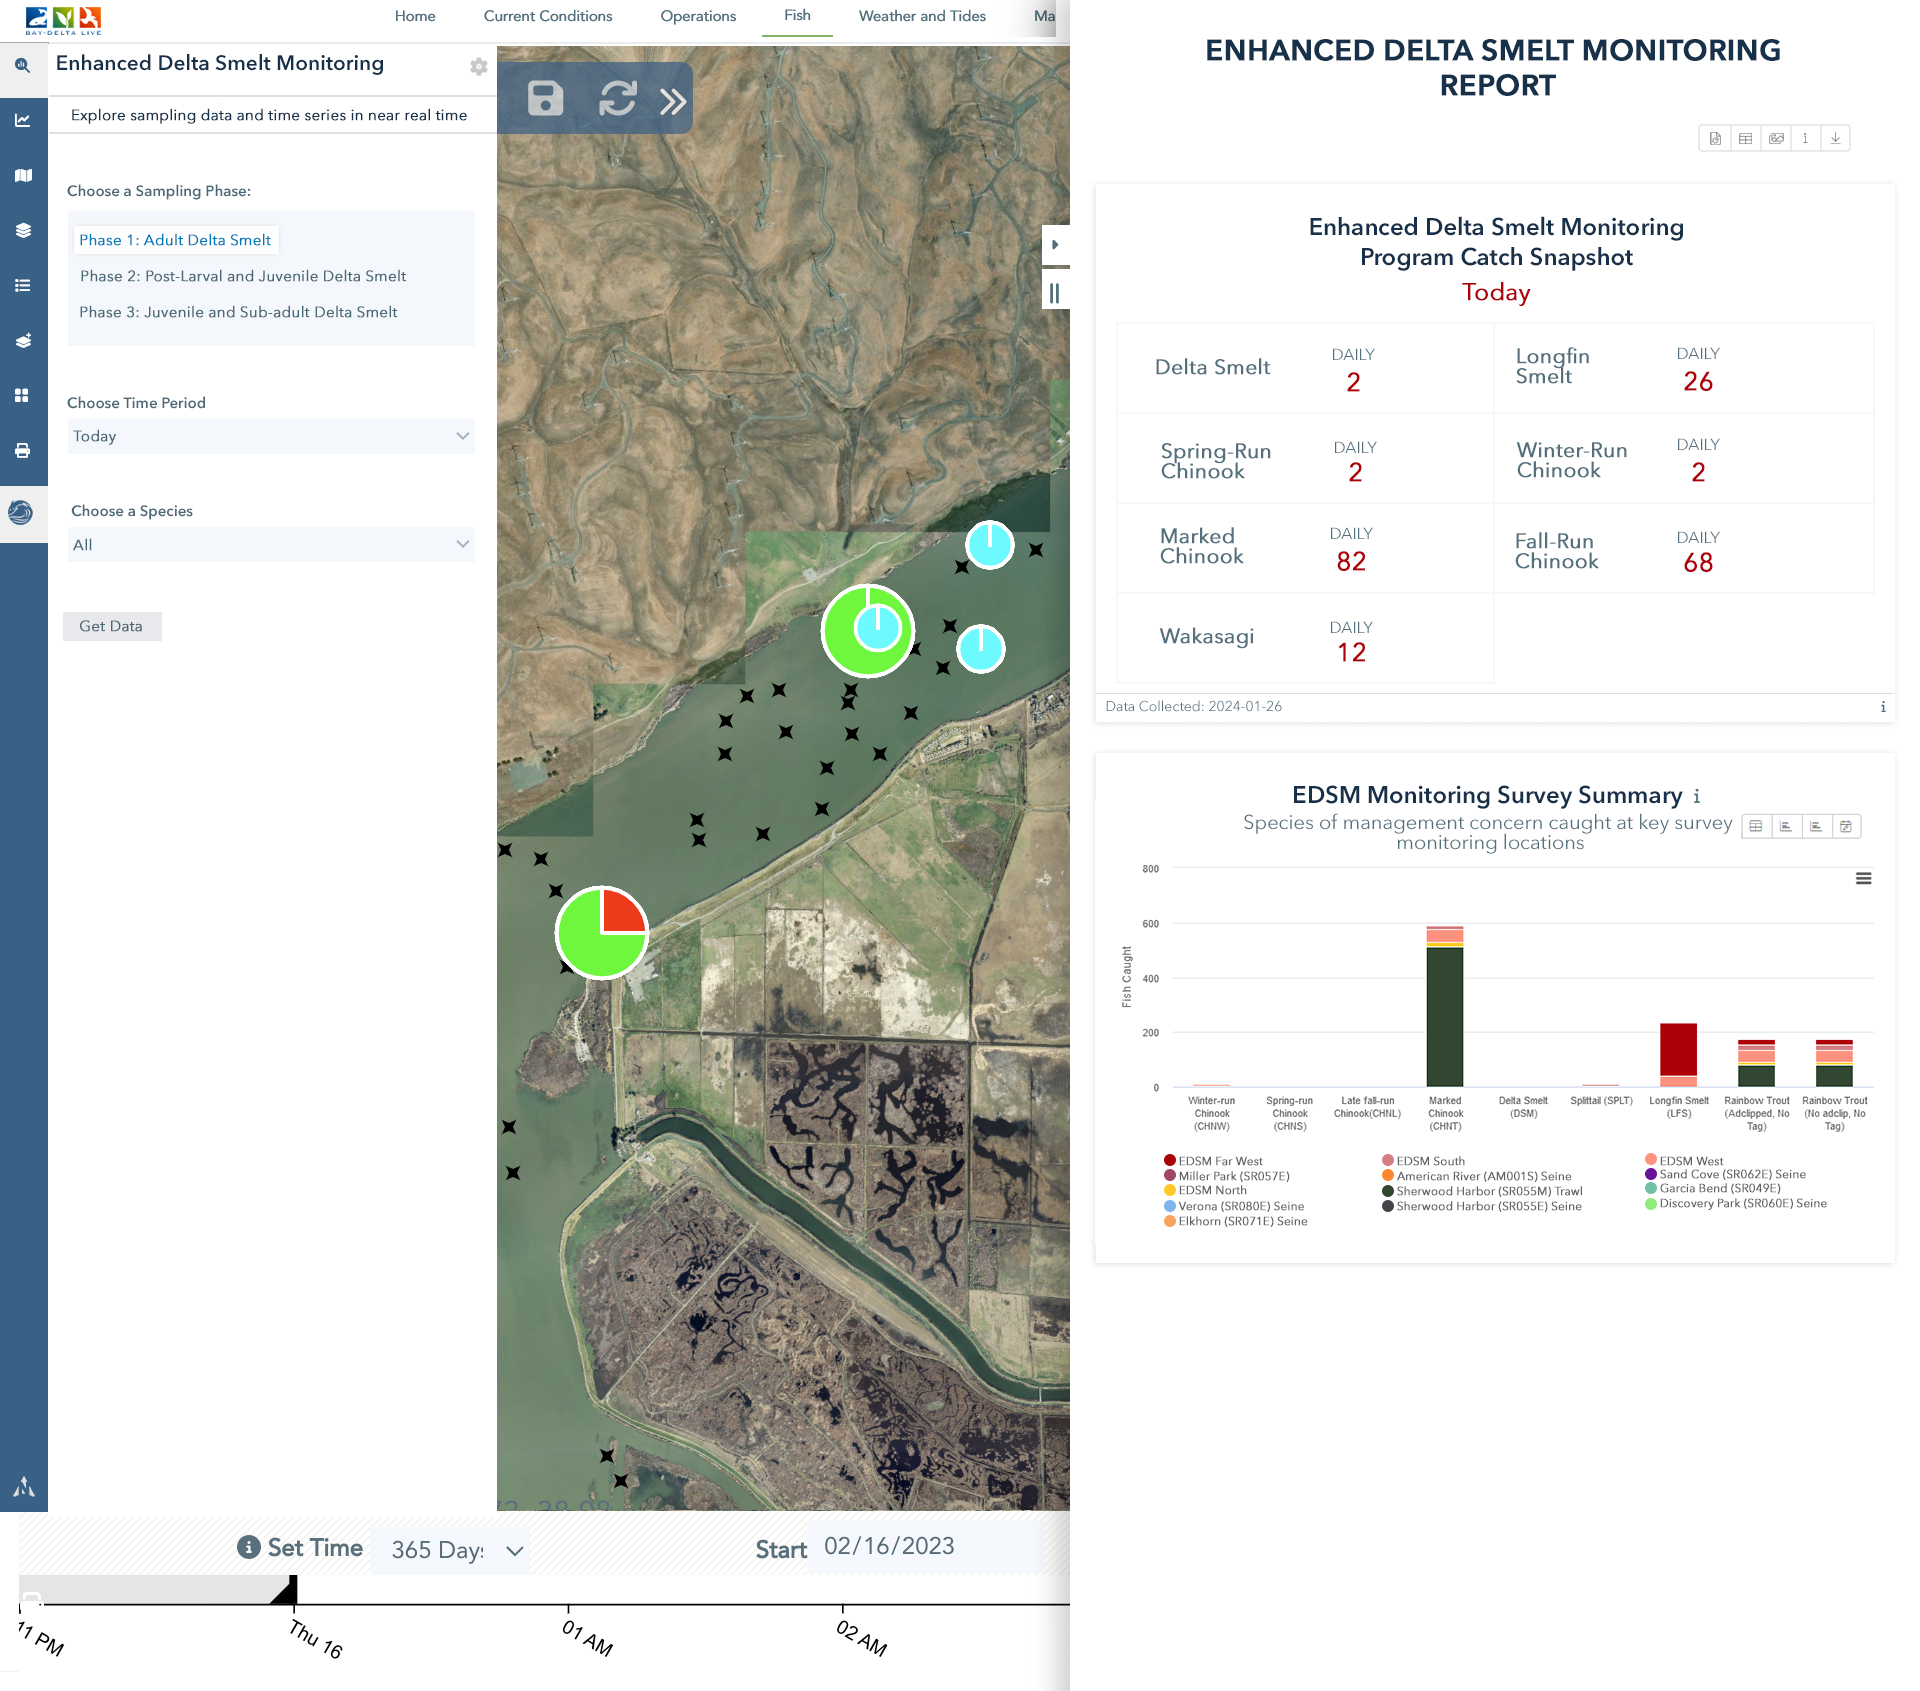 BAY-DELTA LIVE
Home
Current Conditions
Operations
Fish
Weather and Tides
Ma
Enhanced Delta Smelt Monitoring
Explore sampling data and time series in near real time
Choose a Sampling Phase:
Phase 1: Adult Delta Smelt
Phase 2: Post-Larval and Juvenile Delta Smelt
Phase 3: Juvenile and Sub-adult Delta Smelt
Choose Time Period
Today
Choose a Species
All
Get Data
Set Time
365 Days
Start
02/16/2023
11 PM
Thu 16
01 AM
02 AM
ENHANCED DELTA SMELT MONITORING
REPORT
Enhanced Delta Smelt Monitoring
Program Catch Snapshot
Today
Delta Smelt
DAILY
2
Longfin
Smelt
DAILY
26
Spring-Run
Chinook
DAILY
2
Winter-Run
Chinook
DAILY
2
Marked
Chinook
DAILY
82
Fall-Run
Chinook
DAILY
68
Wakasagi
DAILY
12
Data Collected: 2024-01-26
i
EDSM Monitoring Survey Summary i
Species of management concern caught at key survey
monitoring locations
800
600
400
200
0
Fish Caught
Winter-run
Chinook
(CHNW)
Spring-run
Chinook
(CHNS)
Late fall-run
Chinook(CHNL)
Marked
Chinook
(CHNT)
Delta Smelt
(DSM)
Splittail (SPLT)
Longfin Smelt
(LFS)
Rainbow Trout
(Adclipped, No
Tag)
Rainbow Trout
(No adclip, No
Tag)
EDSM Far West
Miller Park (SR057E)
EDSM North
Verona (SR080E) Seine
Elkhorn (SR071E) Seine
EDSM South
American River (AM001S) Seine
Sherwood Harbor (SR055M) Trawl
Sherwood Harbor (SR055E) Seine
EDSM West
Sand Cove (SR062E) Seine
Garcia Bend (SR049E)
Discovery Park (SR060E) Seine